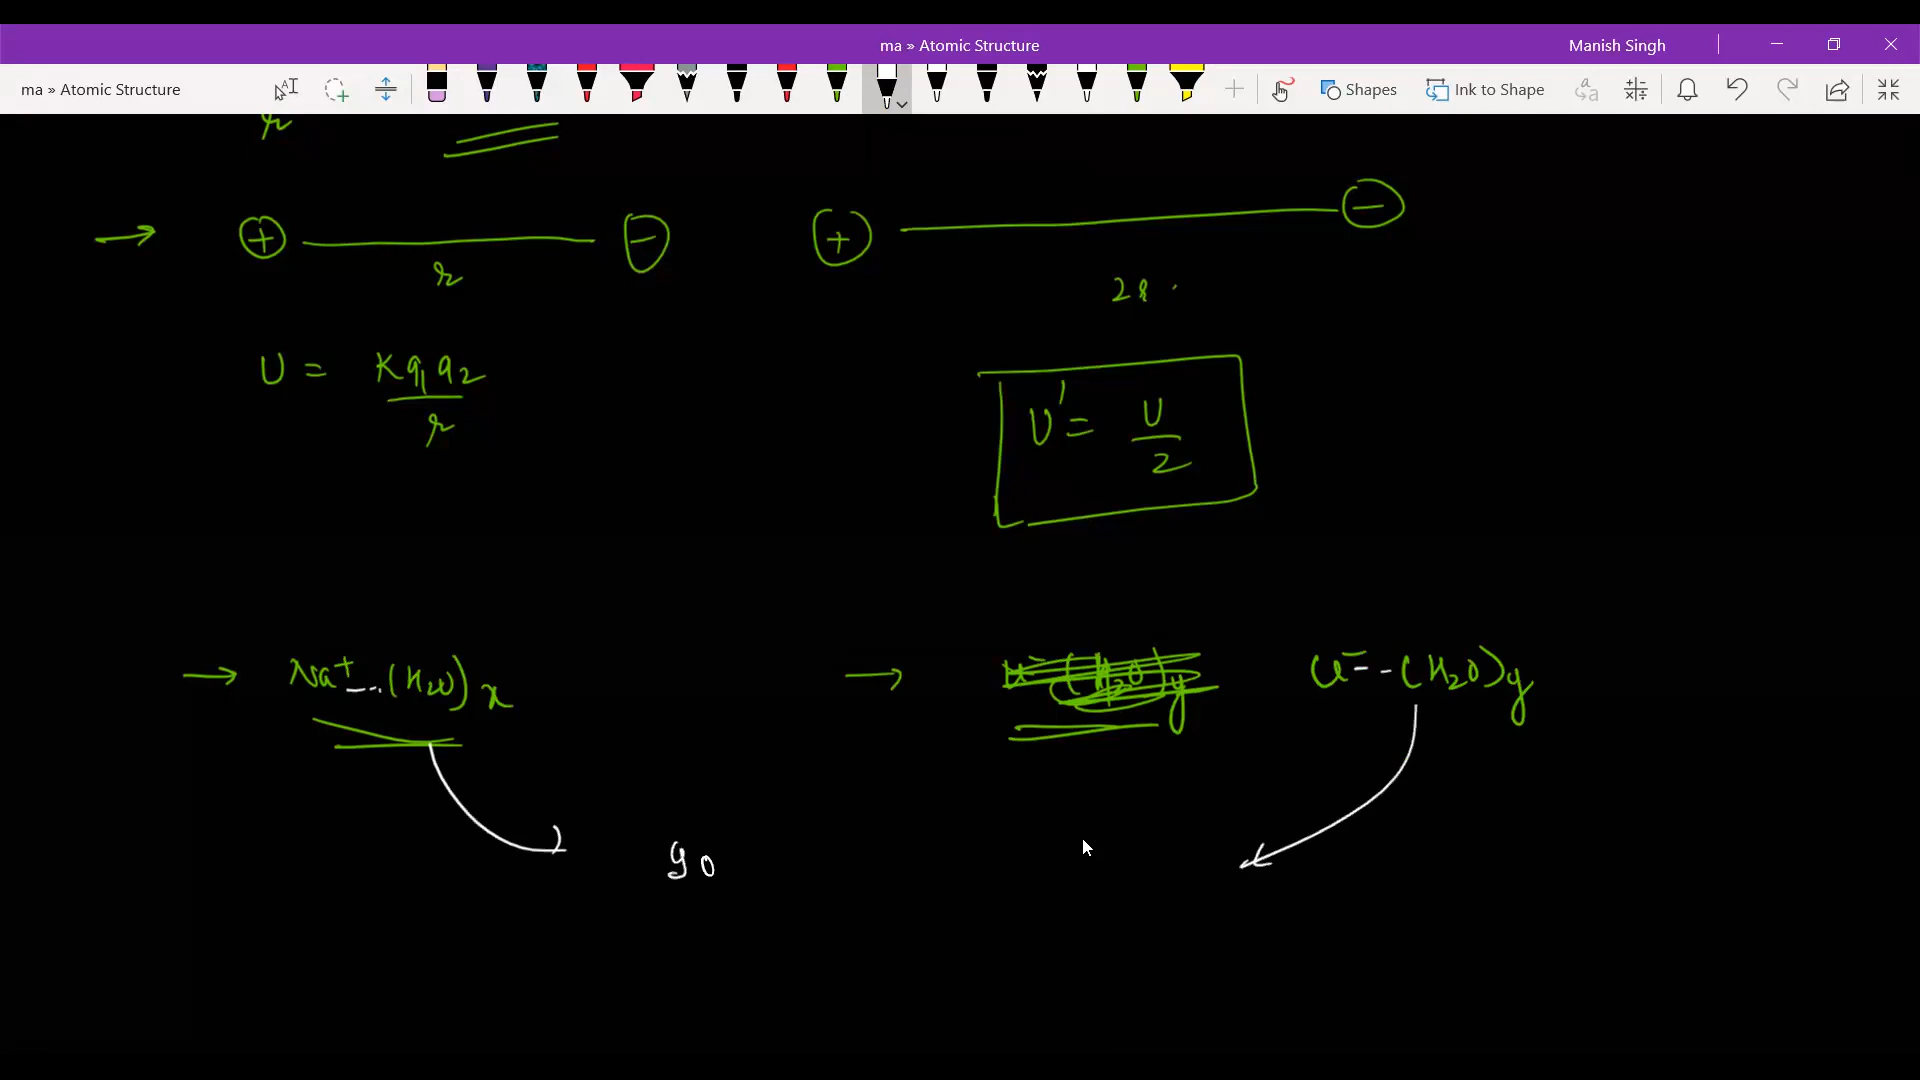 ma » Atomic Structure
Manish Singh
ma » Atomic Structure
Shapes
Ink to Shape
r
+ r -
+ 2r -
U = Kq₁q₂ / r
U' = U / 2
→ Na⁺---(H₂O)x
→ Cl⁻--(H₂O)y